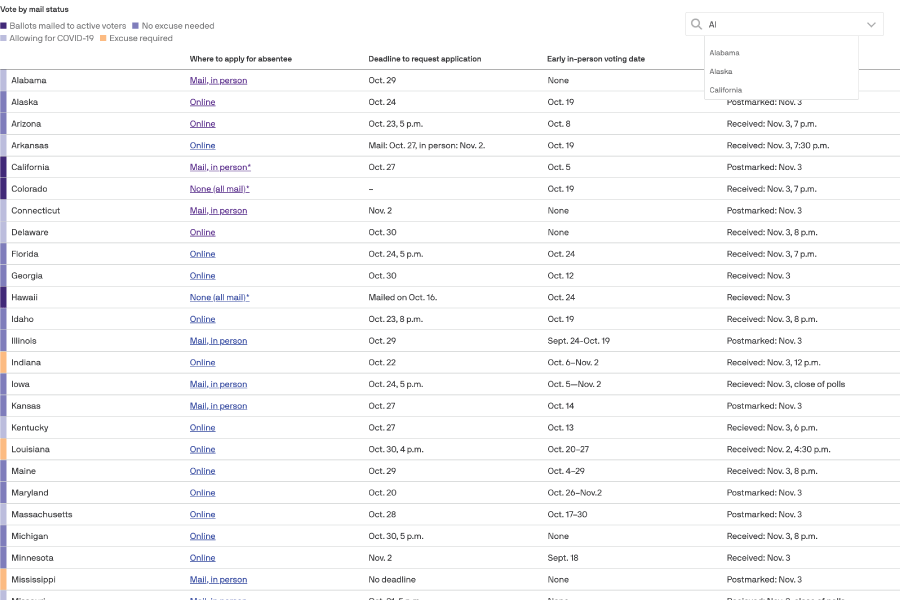 Vote by mail status
Ballots mailed to active voters No excuse needed
Allowing for COVID-19 Excuse required
Al
Alabama
Alaska
California
Where to apply for absentee Deadline to request application Early in-person voting date
Alabama Mail, in person Oct. 29 None
Alaska Online Oct. 24 Oct. 19 Postmarked: Nov. 3
Arizona Online Oct. 23, 5 p.m. Oct. 8 Received: Nov. 3, 7 p.m.
Arkansas Online Mail: Oct. 27, in person: Nov. 2. Oct. 19 Received: Nov. 3, 7:30 p.m.
California Mail, in person* Oct. 27 Oct. 5 Postmarked: Nov. 3
Colorado None (all mail)* – Oct. 19 Received: Nov. 3, 7 p.m.
Connecticut Mail, in person Nov. 2 None Postmarked: Nov. 3
Delaware Online Oct. 30 None Received: Nov. 3, 8 p.m.
Florida Online Oct. 24, 5 p.m. Oct. 24 Received: Nov. 3, 7 p.m.
Georgia Online Oct. 30 Oct. 12 Received: Nov. 3
Hawaii None (all mail)* Mailed on Oct. 16. Oct. 24 Recieved: Nov. 3
Idaho Online Oct. 23, 8 p.m. Oct. 19 Received: Nov. 3, 8 p.m.
Illinois Mail, in person Oct. 29 Sept. 24-Oct. 19 Postmarked: Nov. 3
Indiana Online Oct. 22 Oct. 6–Nov. 2 Received: Nov. 3, 12 p.m.
Iowa Mail, in person Oct. 24, 5 p.m. Oct. 5—Nov. 2 Recieved: Nov. 3, close of polls
Kansas Mail, in person Oct. 27 Oct. 14 Postmarked: Nov. 3
Kentucky Online Oct. 27 Oct. 13 Recieved: Nov. 3, 6 p.m.
Louisiana Online Oct. 30, 4 p.m. Oct. 20–27 Received: Nov. 2, 4:30 p.m.
Maine Online Oct. 29 Oct. 4–29 Received: Nov. 3, 8 p.m.
Maryland Online Oct. 20 Oct. 26–Nov.2 Postmarked: Nov. 3
Massachusetts Online Oct. 28 Oct. 17–30 Postmarked: Nov. 3
Michigan Online Oct. 30, 5 p.m. None Received: Nov. 3, 8 p.m.
Minnesota Online Nov. 2 Sept. 18 Received: Nov. 3
Mississippi Mail, in person No deadline None Postmarked: Nov. 3